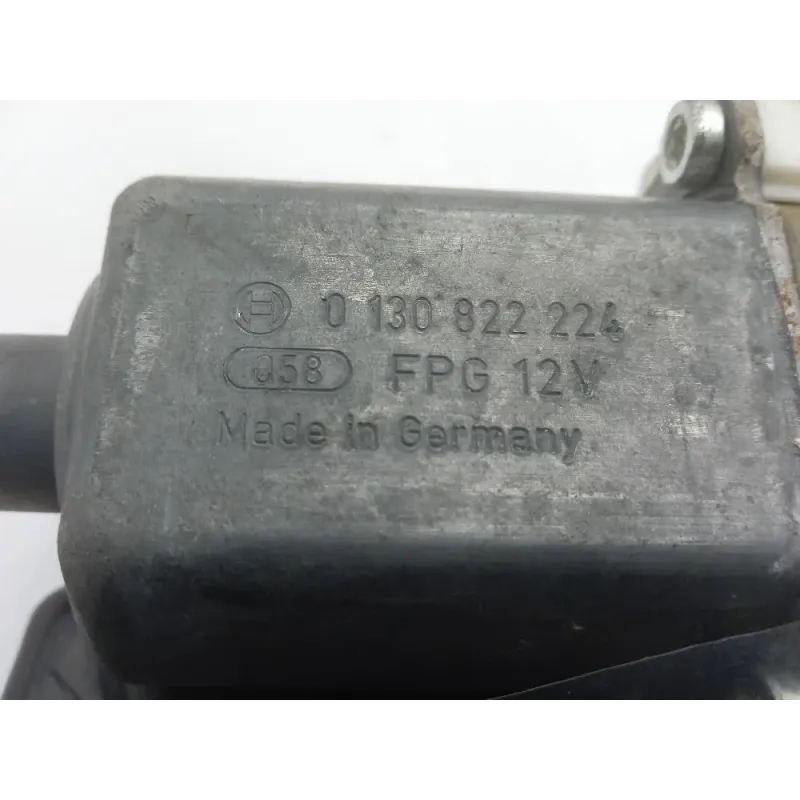 0 130 822 224
058 FPG 12V
Made in Germany